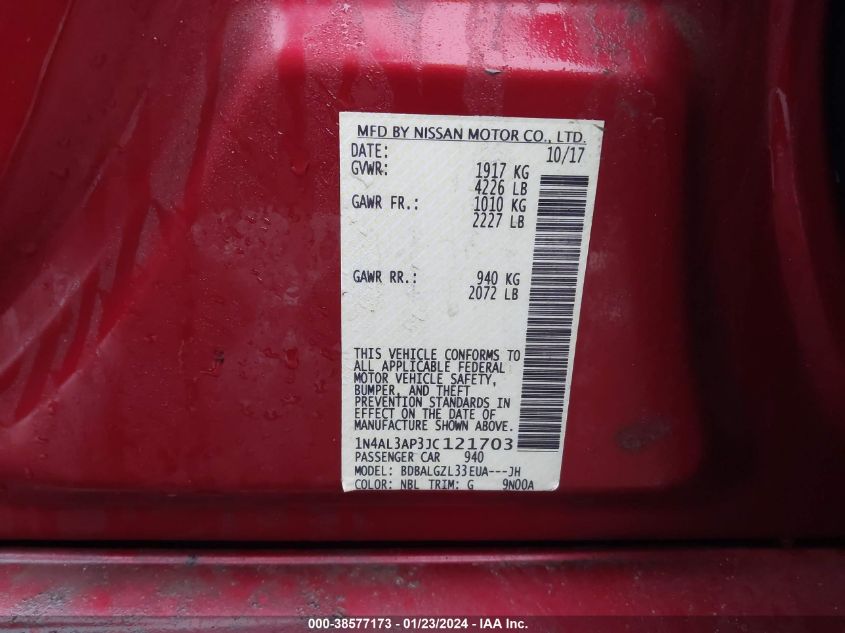 MFD BY NISSAN MOTOR CO., LTD.
DATE: 10/17
GVWR: 1917 KG
4226 LB
GAWR FR.: 1010 KG
2227 LB
GAWR RR.: 940 KG
2072 LB
THIS VEHICLE CONFORMS TO
ALL APPLICABLE FEDERAL
MOTOR VEHICLE SAFETY,
BUMPER, AND THEFT
PREVENTION STANDARDS IN
EFFECT ON THE DATE OF
MANUFACTURE SHOWN ABOVE.
1N4AL3AP3JC121703
PASSENGER CAR 940
MODEL: BDBALGZL33EUA---JH
COLOR: NBL TRIM: G 9N00A
000-38577173 - 01/23/2024 - IAA Inc.